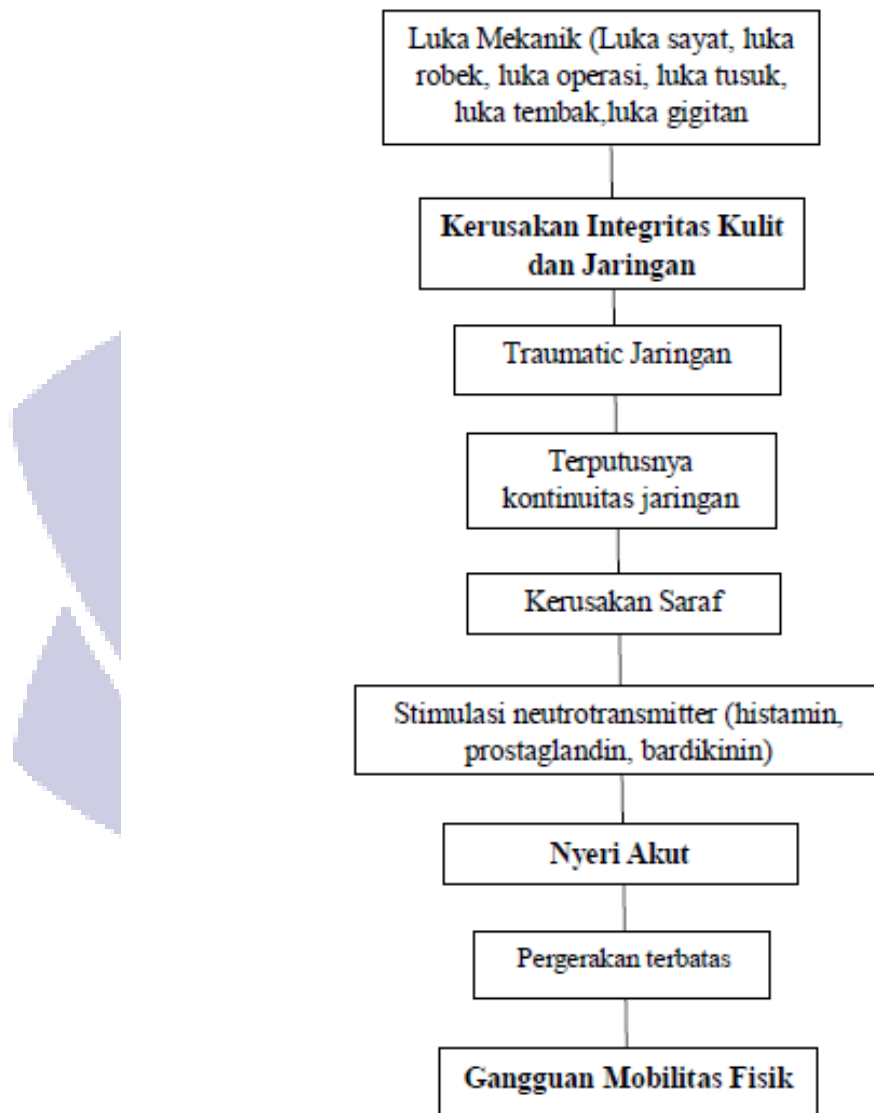 Luka Mekanik (Luka sayat, luka
robek, luka operasi, luka tusuk,
luka tembak,luka gigitan
Kerusakan Integritas Kulit
dan Jaringan
Traumatic Jaringan
Terputusnya
kontinuitas jaringan
Kerusakan Saraf
Stimulasi neutrotransmitter (histamin,
prostaglandin, bardikinin)
Nyeri Akut
Pergerakan terbatas
Gangguan Mobilitas Fisik